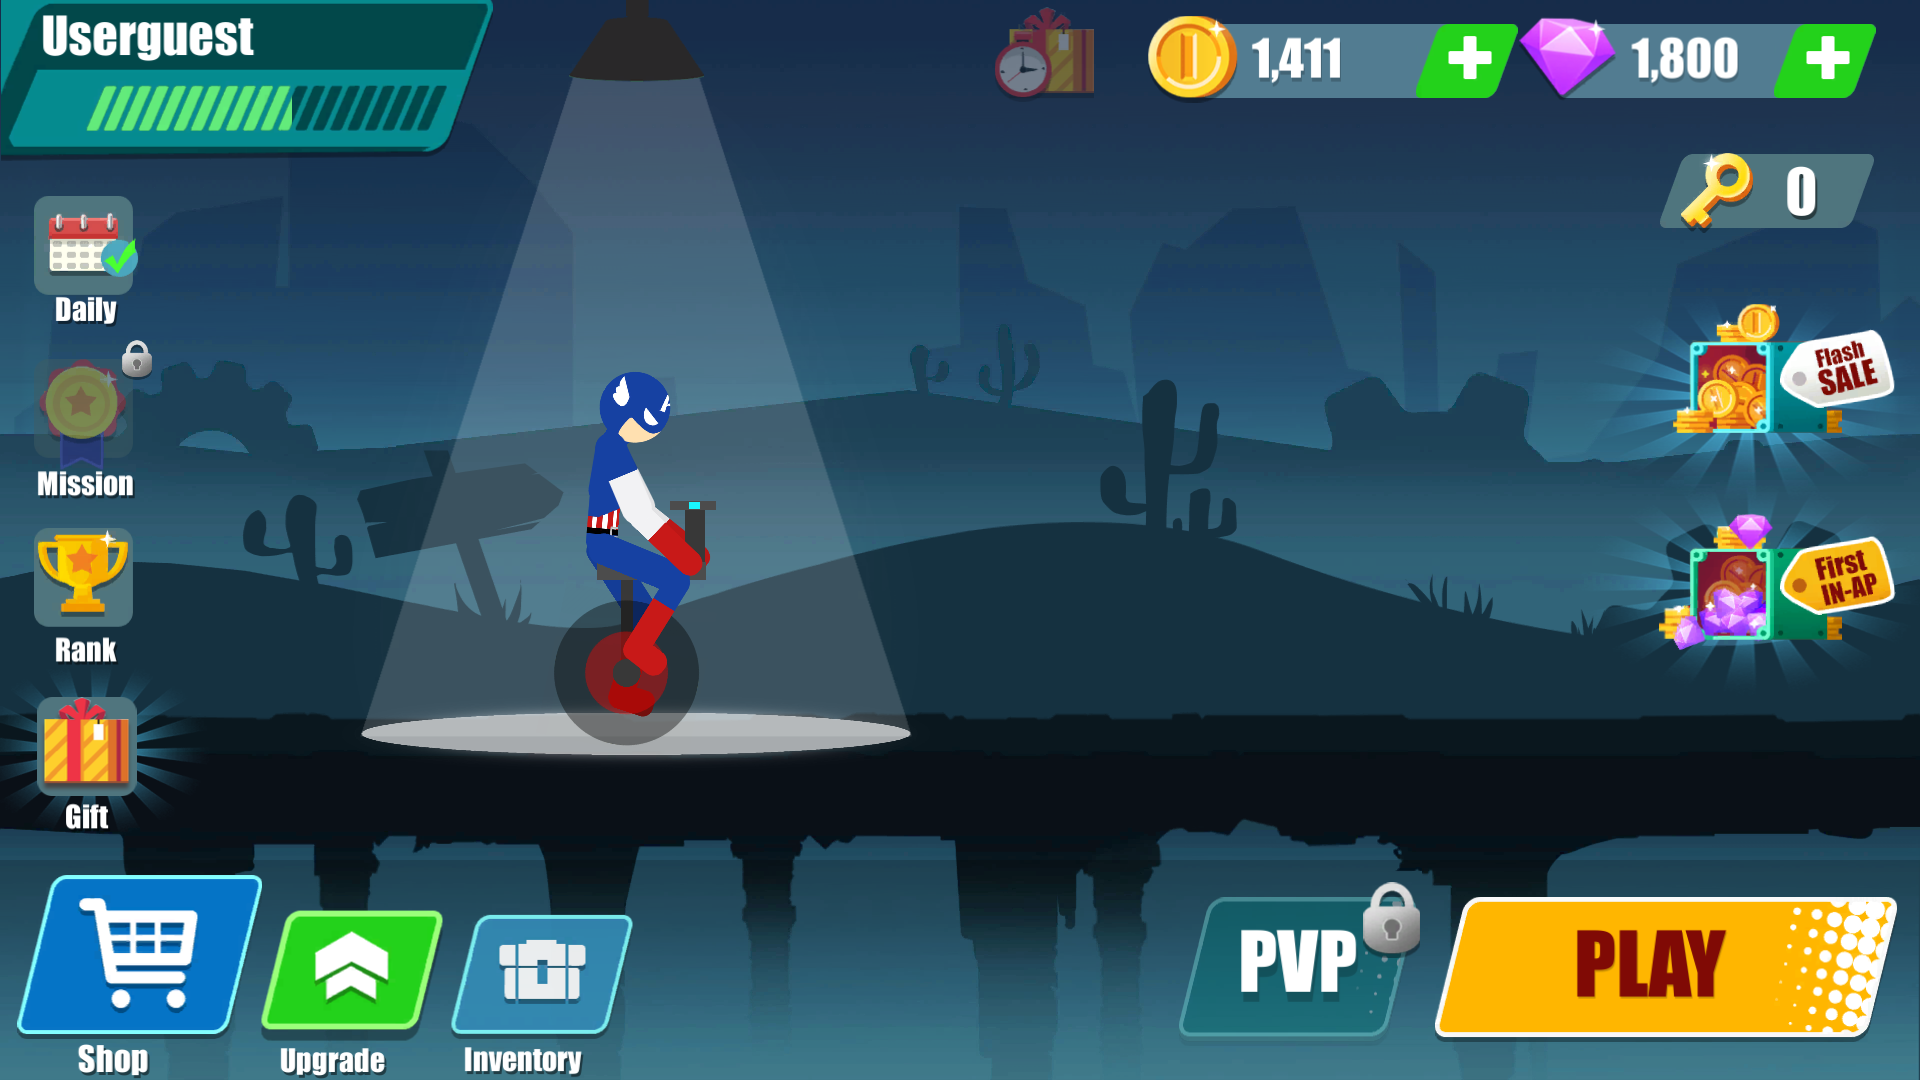 Userguest
1,411
1,800
0
Daily
Flash
SALE
Mission
First
IN-AP
Rank
Gift
PVP
PLAY
Shop
Upgrade
Inventory